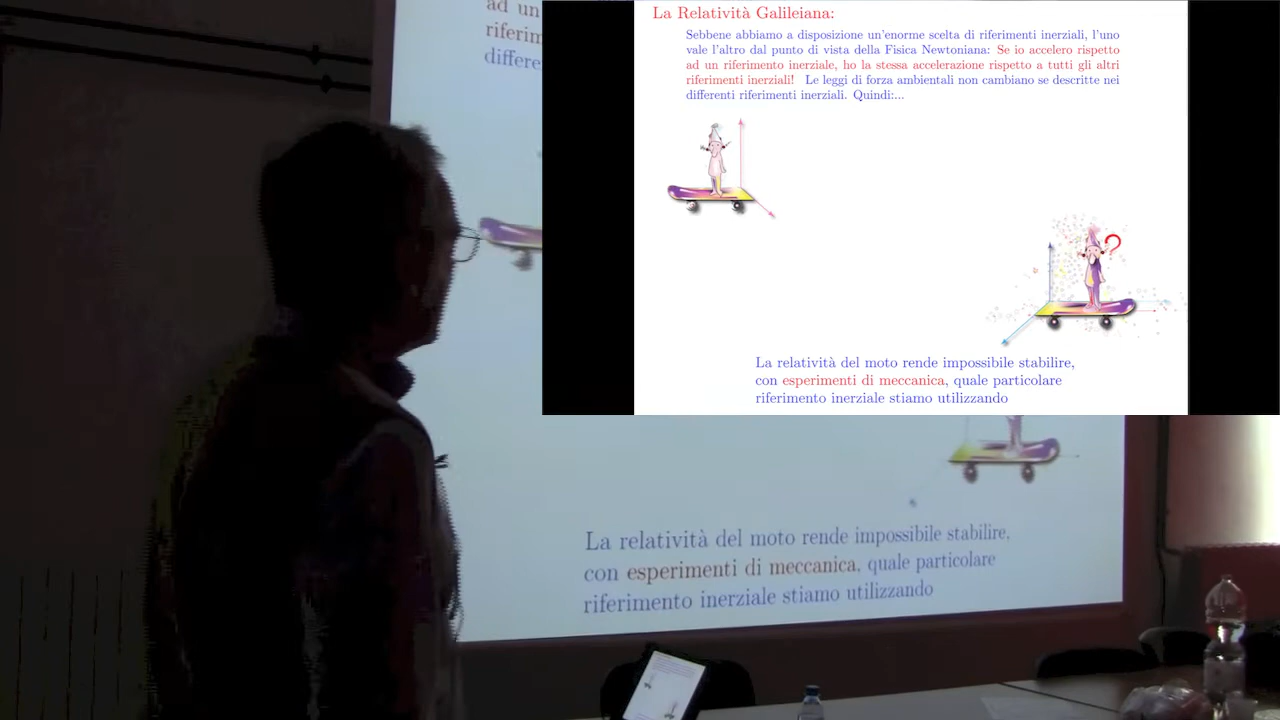 ad un
riferim
differe
La Relatività Galileiana:
Sebbene abbiamo a disposizione un'enorme scelta di riferimenti inerziali, l'uno
vale l'altro dal punto di vista della Fisica Newtoniana: Se io accelero rispetto
ad un riferimento inerziale, ho la stessa accelerazione rispetto a tutti gli altri
riferimenti inerziali! Le leggi di forza ambientali non cambiano se descritte nei
differenti riferimenti inerziali. Quindi:...
?
La relatività del moto rende impossibile stabilire,
con esperimenti di meccanica, quale particolare
riferimento inerziale stiamo utilizzando
La relatività del moto rende impossibile stabilire,
con esperimenti di meccanica, quale particolare
riferimento inerziale stiamo utilizzando